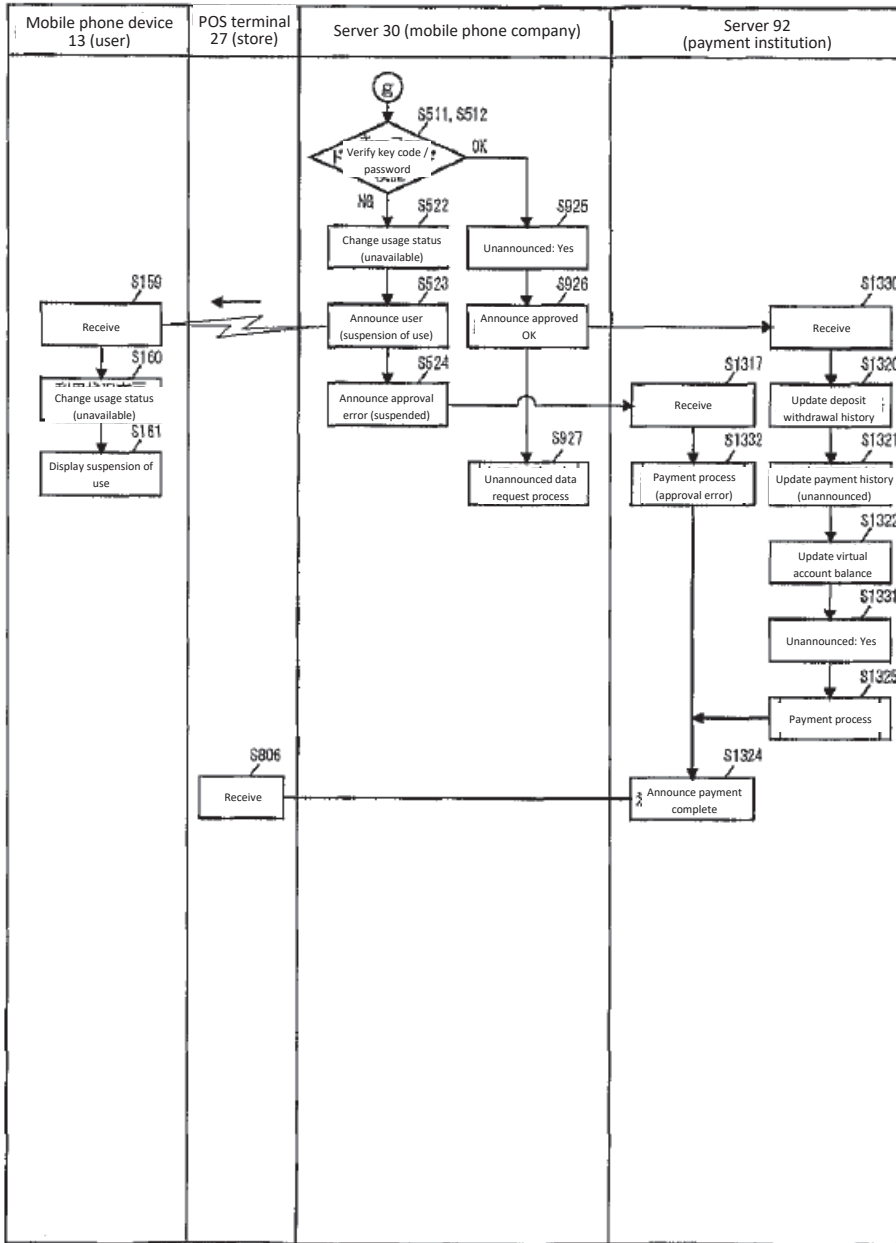 Mobile phone device
13 (user)
POS terminal
27 (store)
Server 30 (mobile phone company)
Server 92
(payment institution)
g
S511, S512
Verify key code /
password
OK
NG
S522
Change usage status
(unavailable)
S925
Unannounced: Yes
S159
Receive
S523
Announce user
(suspension of use)
S926
Announce approved
OK
S1330
Receive
S160
Change usage status
(unavailable)
S524
Announce approval
error (suspended)
S1317
Receive
S1320
Update deposit
withdrawal history
S161
Display suspension of
use
S927
Unannounced data
request process
S1332
Payment process
(approval error)
S1321
Update payment history
(unannounced)
S1322
Update virtual
account balance
S1331
Unannounced: Yes
S1325
Payment process
S806
Receive
S1324
Announce payment
complete